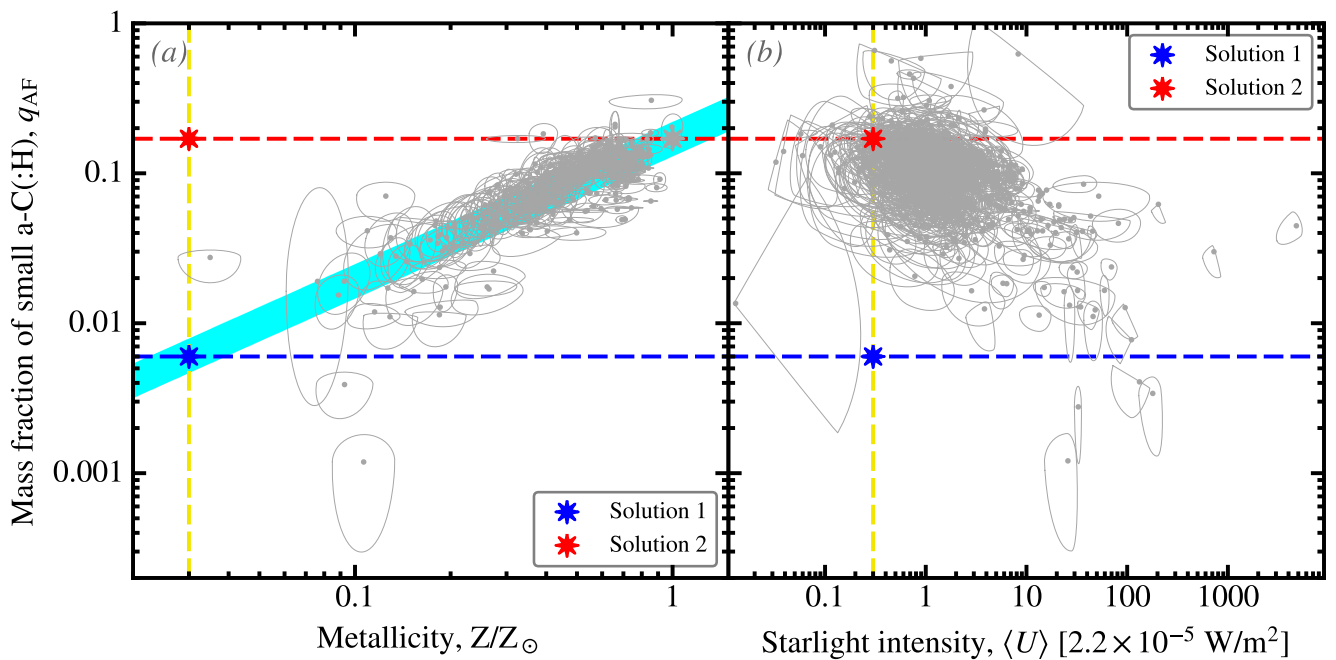 Mass fraction of small a-C(:H), q_AF
1
0.1
0.01
0.001
(a)
Solution 1
Solution 2
0.1
1
Metallicity, Z/Z⊙
(b)
Solution 1
Solution 2
0.1
1
10
100
1000
Starlight intensity, ⟨U⟩ [2.2×10⁻⁵ W/m²]